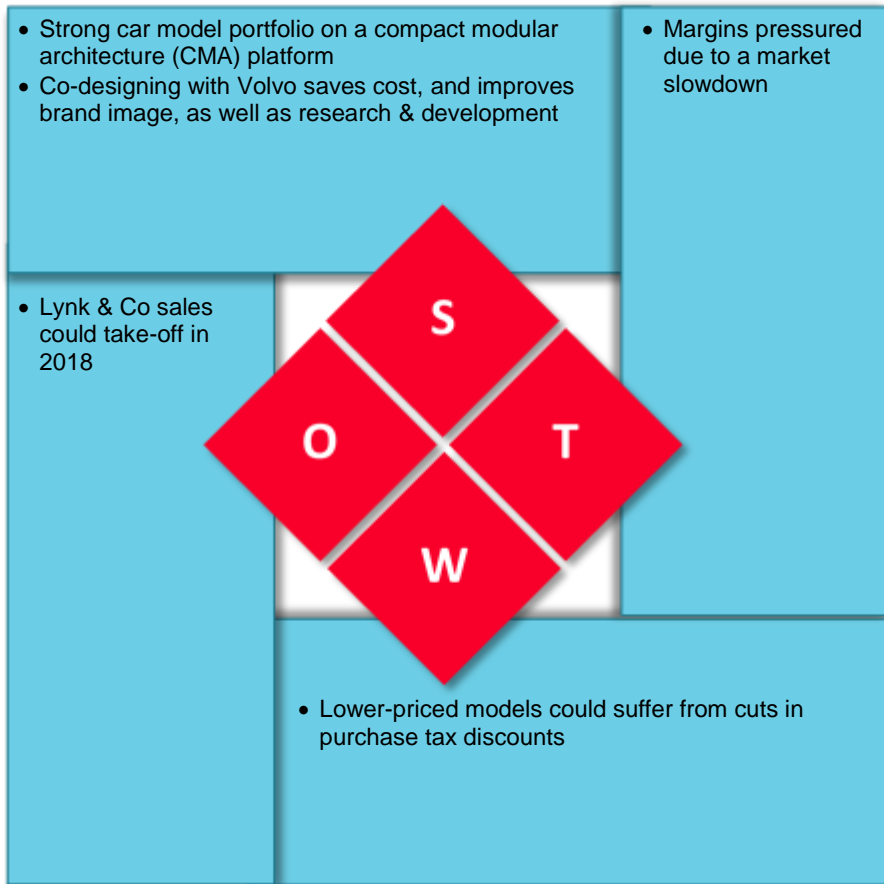 • Strong car model portfolio on a compact modular
architecture (CMA) platform
• Co-designing with Volvo saves cost, and improves
brand image, as well as research & development
• Margins pressured
due to a market
slowdown
• Lynk & Co sales
could take-off in
2018
S
O
T
W
• Lower-priced models could suffer from cuts in
purchase tax discounts